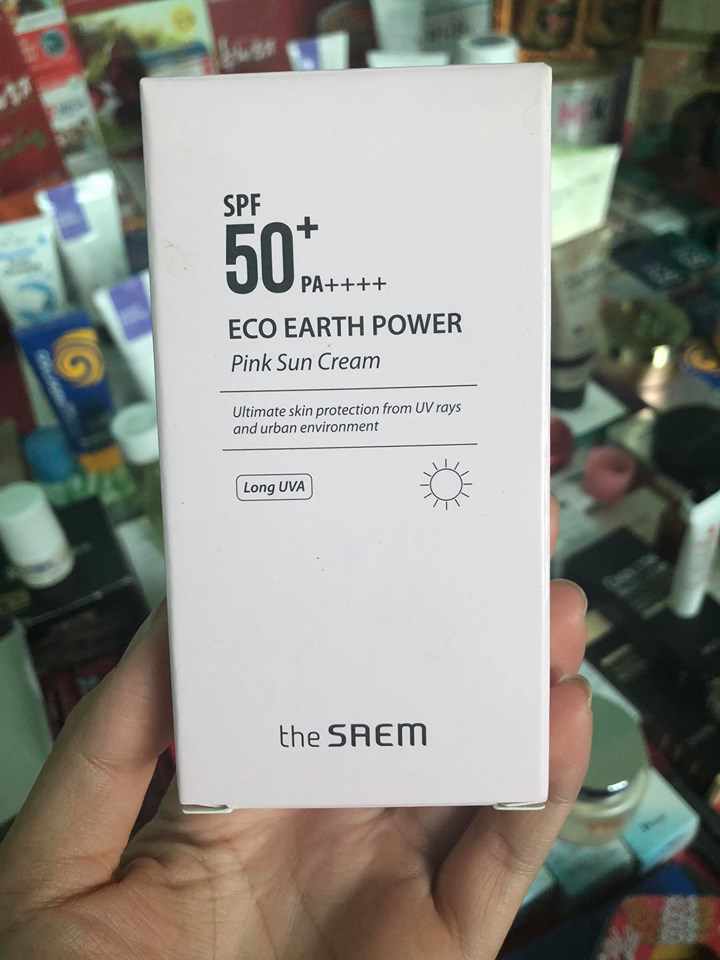 SPF
50+
PA++++
ECO EARTH POWER
Pink Sun Cream
Ultimate skin protection from UV rays
and urban environment
Long UVA
the SAEM